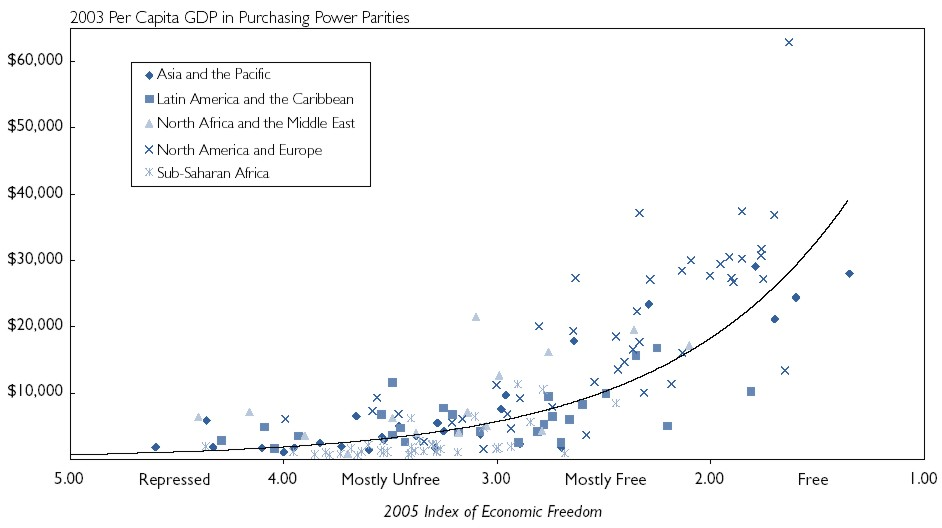 2003 Per Capita GDP in Purchasing Power Parities
$60,000
Asia and the Pacific
Latin America and the Caribbean
$50,000
North Africa and the Middle East
North America and Europe
Sub-Saharan Africa
$40,000
$30,000
$20,000
$10,000
5.00 Repressed 4.00 Mostly Unfree 3.00 Mostly Free 2.00 Free 1.00
2005 Index of Economic Freedom